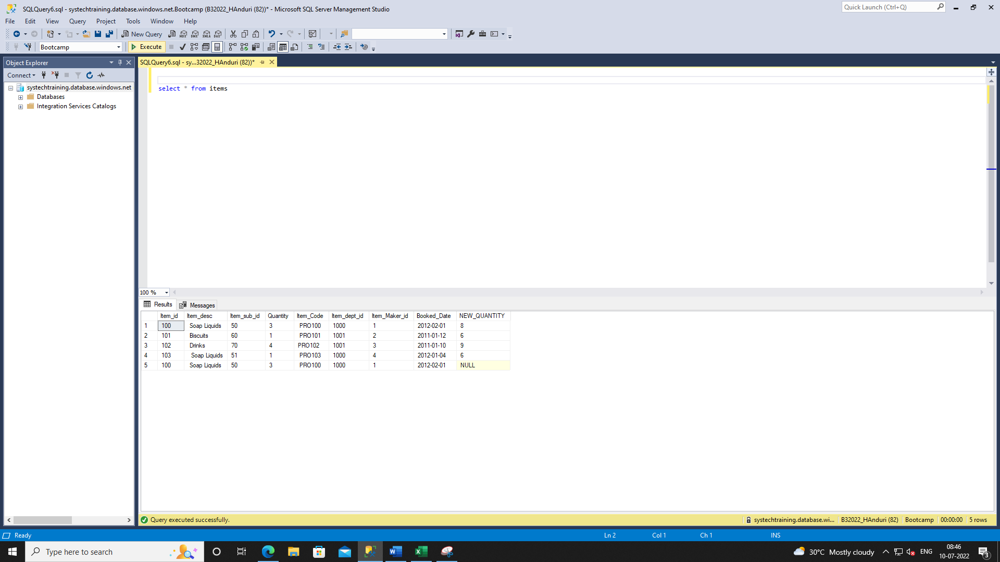 SQLQuery6.sql - systechtraining.database.windows.net.Bootcamp (B32022_HAnduri (82))* - Microsoft SQL Server Management Studio
Quick Launch (Ctrl+Q)
File Edit View Query Project Tools Window Help
New Query MDX DMX XMLA DAX
Bootcamp Execute
Object Explorer
SQLQuery6.sql - sy...32022_HAnduri (82))*
Connect
systechtraining.database.windows.net
Databases
Integration Services Catalogs
select * from items
100 %
Results Messages
Item_id Item_desc Item_sub_id Quantity Item_Code Item_dept_id Item_Maker_id Booked_Date NEW_QUANTITY
1 100 Soap Liquids 50 3 PRO100 1000 1 2012-02-01 8
2 101 Biscuits 60 1 PRO101 1001 2 2011-01-12 6
3 102 Drinks 70 4 PRO102 1001 3 2011-01-10 9
4 103 Soap Liquids 51 1 PRO103 1000 4 2012-01-04 6
5 100 Soap Liquids 50 3 PRO100 1000 1 2012-02-01 NULL
Query executed successfully.
systechtraining.database.wi... B32022_HAnduri (82) Bootcamp 00:00:00 5 rows
Ready Ln 2 Col 1 Ch 1 INS
Type here to search
30°C Mostly cloudy ENG
08:46
10-07-2022
3